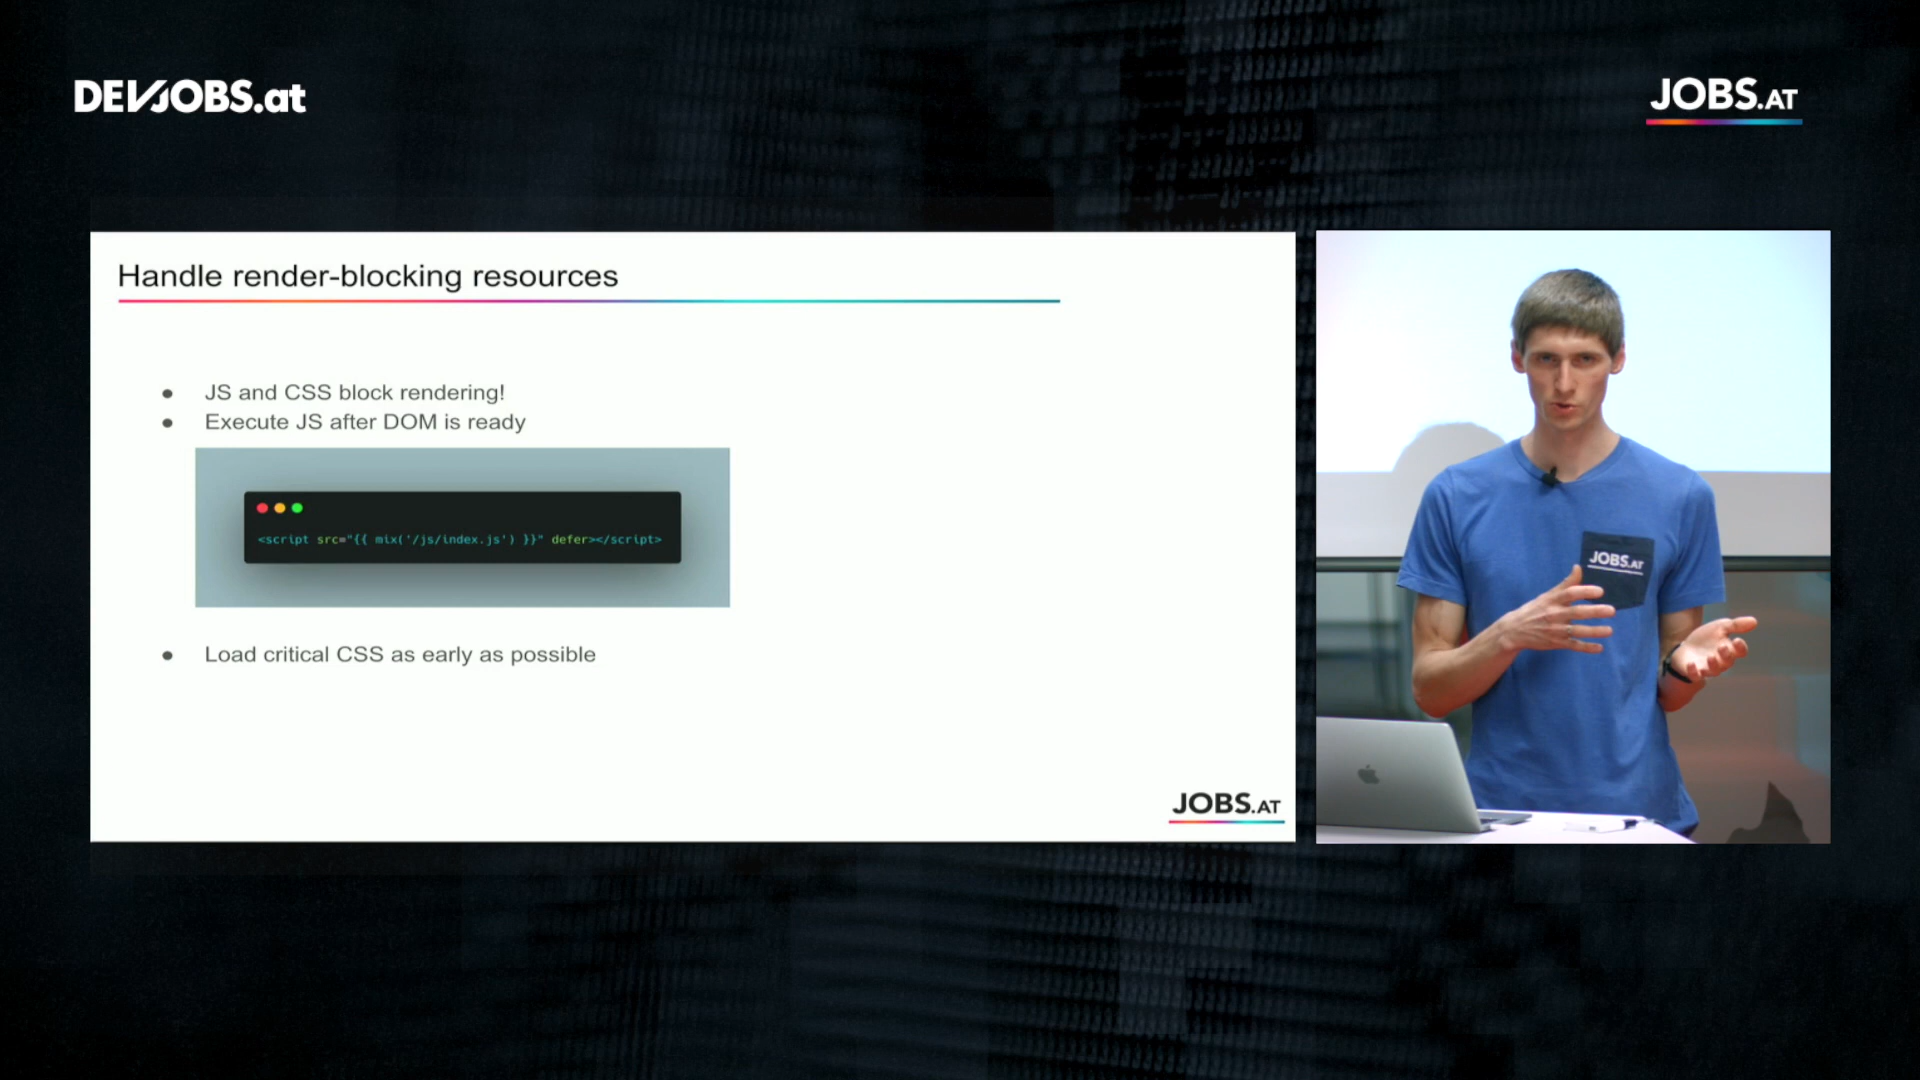 DEVJOBS.at
JOBS.AT
Handle render-blocking resources
● JS and CSS block rendering!
● Execute JS after DOM is ready
<script src="{{ mix('/js/index.js') }}" defer></script>
● Load critical CSS as early as possible
JOBS.AT
JOBS.AT